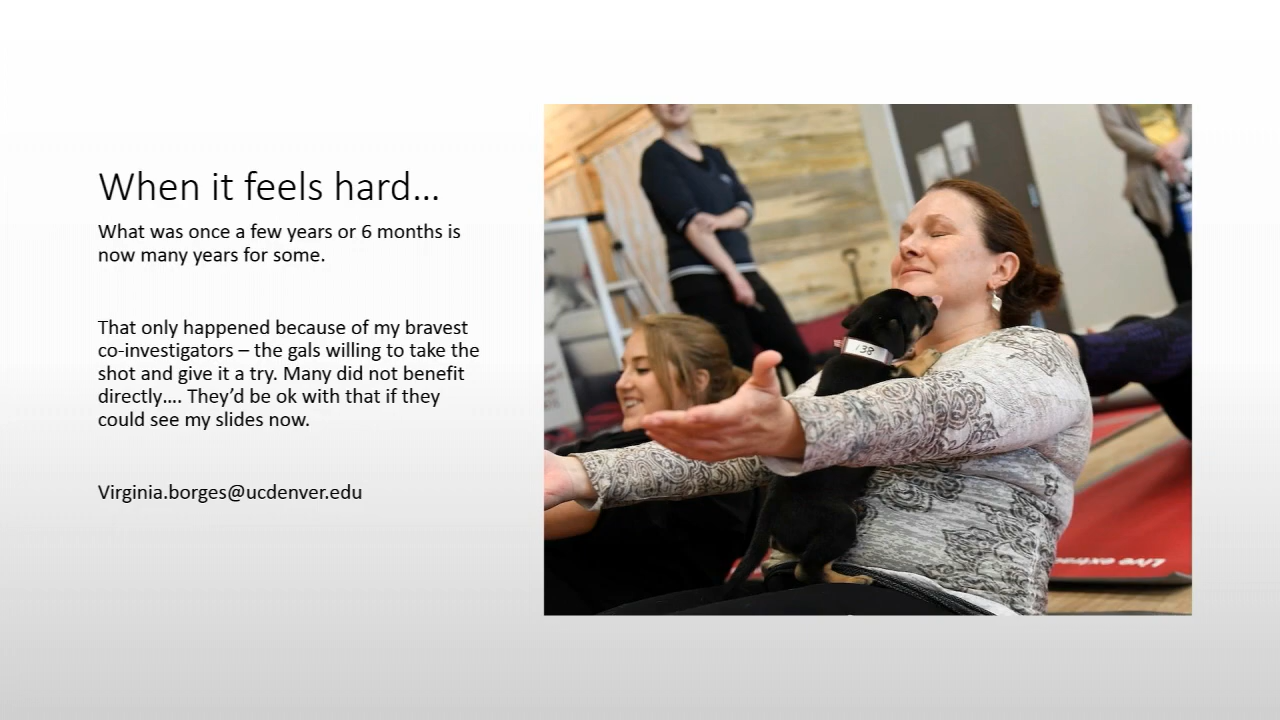 When it feels hard...
What was once a few years or 6 months is
now many years for some.
That only happened because of my bravest
co-investigators – the gals willing to take the
shot and give it a try. Many did not benefit
directly.... They’d be ok with that if they
could see my slides now.
Virginia.borges@ucdenver.edu
138
Live extrao